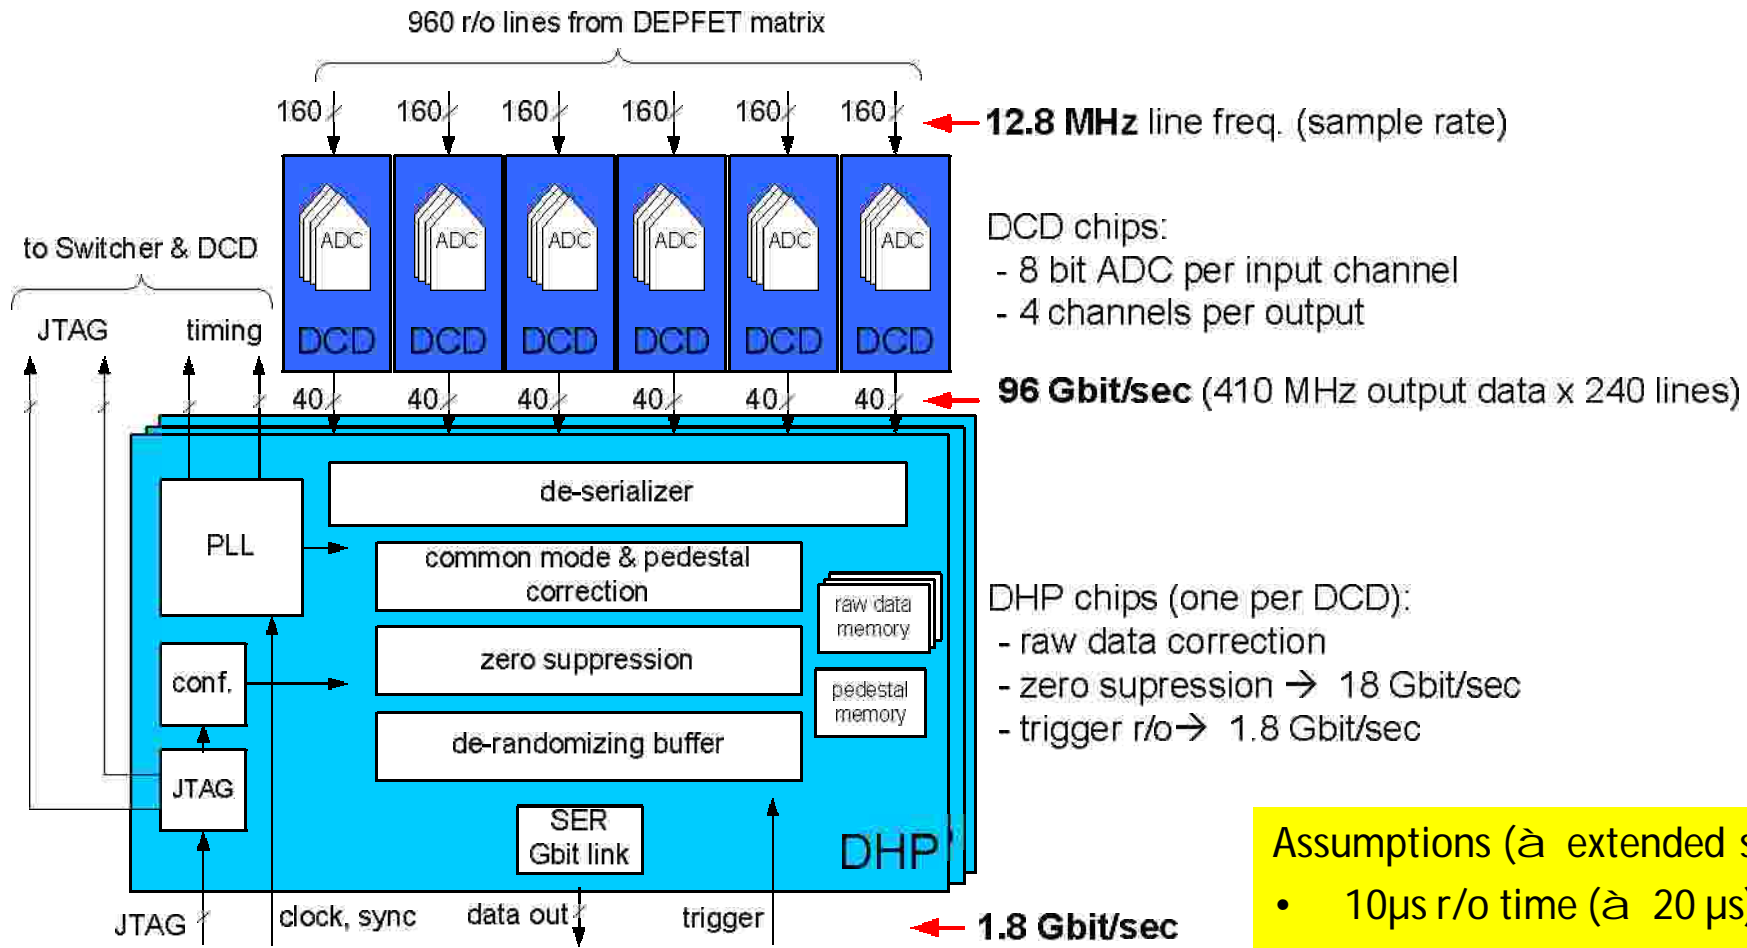 960 r/o lines from DEPFET matrix
160 160 160 160 160 160
12.8 MHz line freq. (sample rate)
ADC ADC ADC ADC ADC ADC
DCD DCD DCD DCD DCD DCD
to Switcher & DCD
JTAG timing
DCD chips:
- 8 bit ADC per input channel
- 4 channels per output
40 40 40 40 40 40
96 Gbit/sec (410 MHz output data x 240 lines)
de-serializer
PLL
common mode & pedestal
correction
raw data
memory
zero suppression
conf.
pedestal
memory
de-randomizing buffer
JTAG
SER
Gbit link
DHP
DHP chips (one per DCD):
- raw data correction
- zero supression → 18 Gbit/sec
- trigger r/o→ 1.8 Gbit/sec
JTAG clock, sync data out trigger
1.8 Gbit/sec
Assumptions (à extended
• 10µs r/o time (à 20 µs)